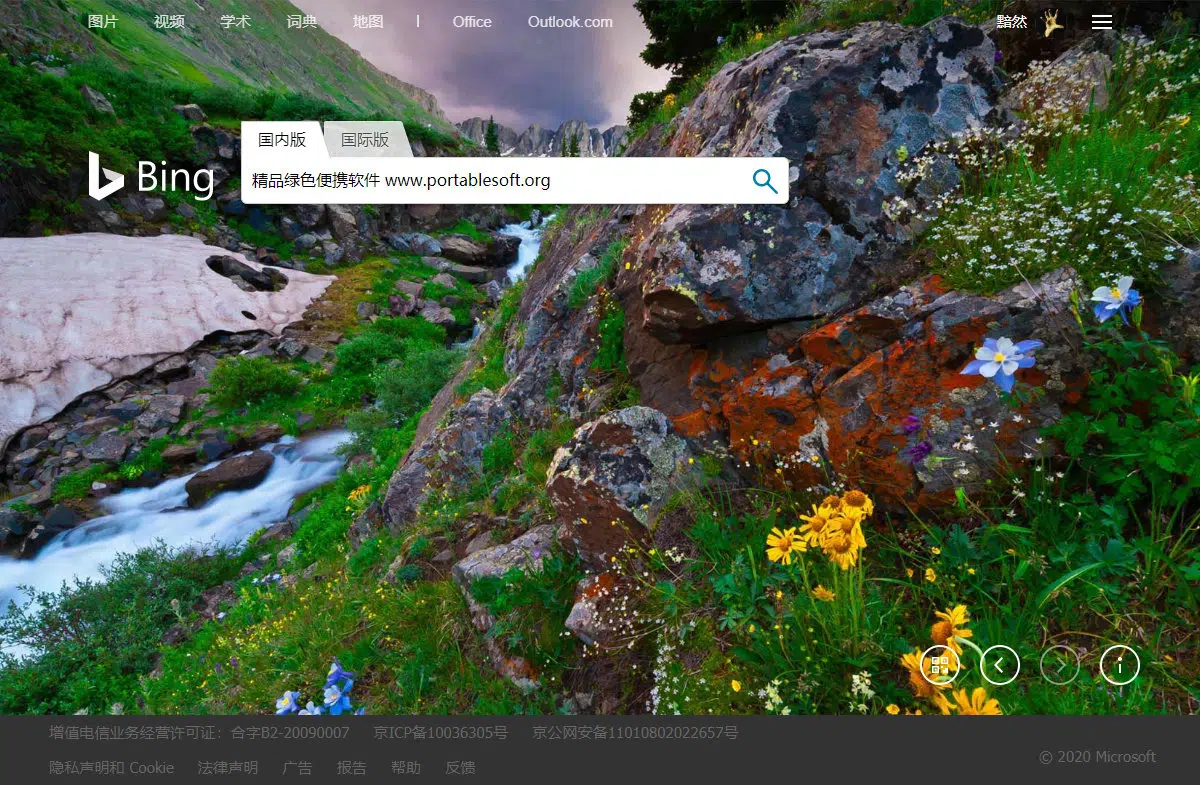 图片 视频 学术 词典 地图 | Office Outlook.com 黯然
国内版 国际版
Bing
精品绿色便携软件 www.portablesoft.org
增值电信业务经营许可证：合字B2-20090007 京ICP备10036305号 京公网安备11010802022657号
隐私声明和 Cookie 法律声明 广告 报告 帮助 反馈
© 2020 Microsoft